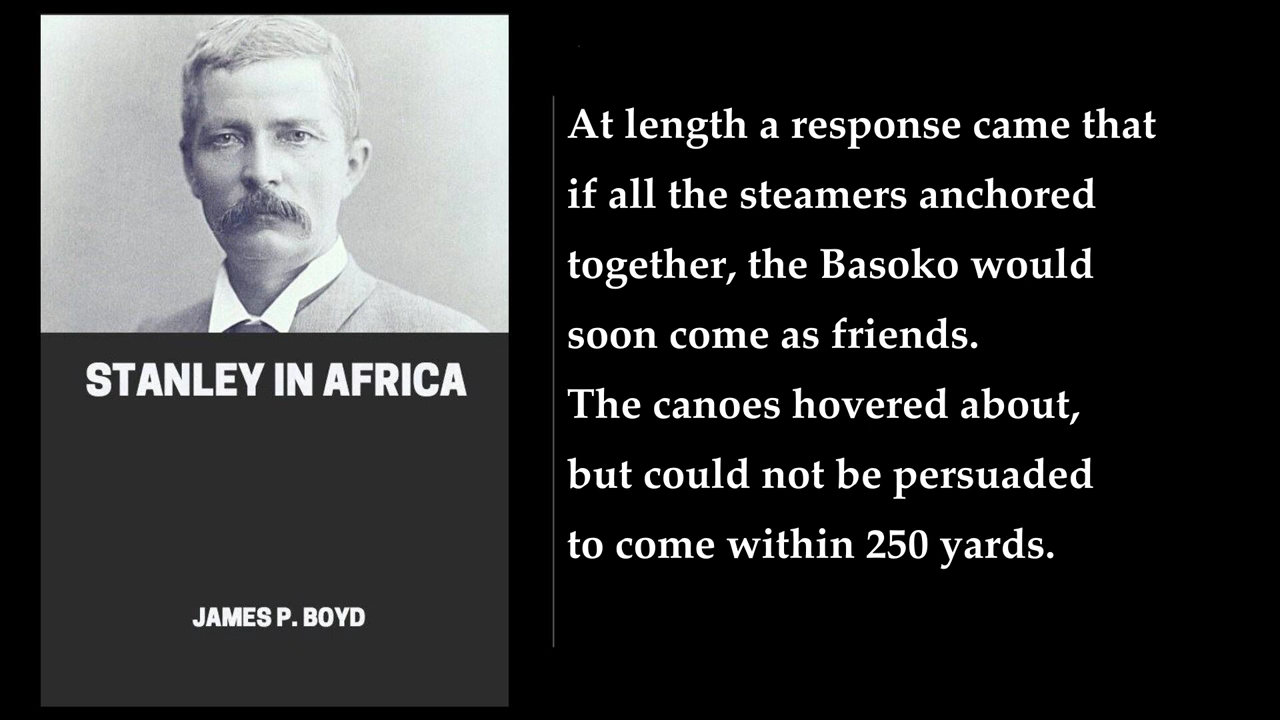 STANLEY IN AFRICA
JAMES P. BOYD
At length a response came that
if all the steamers anchored
together, the Basoko would
soon come as friends.
The canoes hovered about,
but could not be persuaded
to come within 250 yards.